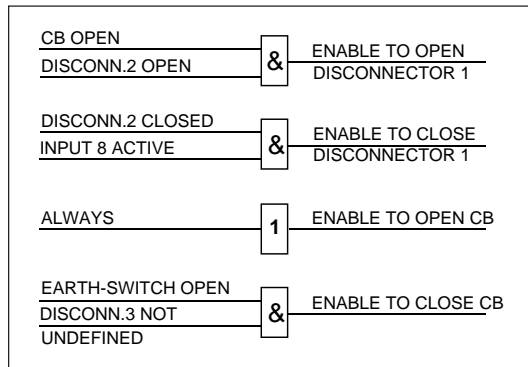 CB OPEN
DISCONN.2 OPEN
&
ENABLE TO OPEN
DISCONNECTOR 1
DISCONN.2 CLOSED
INPUT 8 ACTIVE
&
ENABLE TO CLOSE
DISCONNECTOR 1
ALWAYS
1
ENABLE TO OPEN CB
EARTH-SWITCH OPEN
DISCONN.3 NOT
UNDEFINED
&
ENABLE TO CLOSE CB